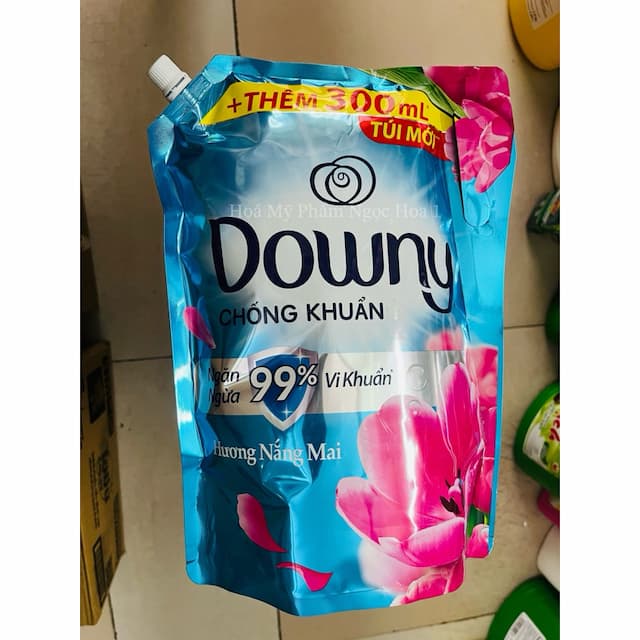 +THÊM 300mL
TÚI MỚI
Hoá Mỹ Phẩm Ngọc Hoa 1
Downy
CHỐNG KHUẨN
Ngăn
Ngừa
99%
Vi Khuẩn
Hương Nắng Mai